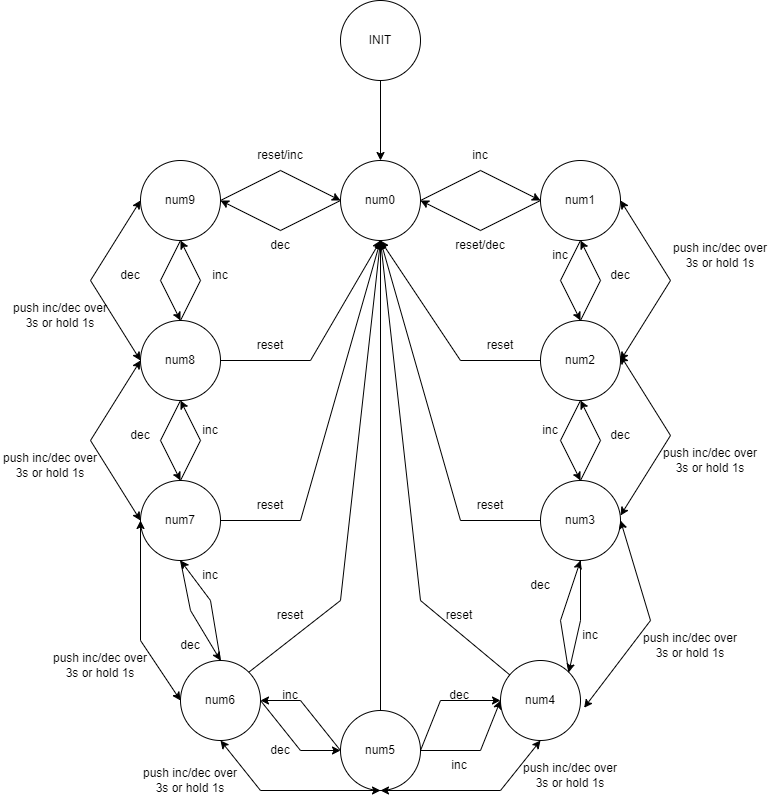 INIT
reset/inc
inc
num9
num0
num1
dec
reset/dec
inc
push inc/dec over
3s or hold 1s
dec
inc
dec
push inc/dec over
3s or hold 1s
reset
reset
num8
num2
dec
inc
inc
dec
push inc/dec over
3s or hold 1s
push inc/dec over
3s or hold 1s
reset
reset
num7
num3
inc
dec
reset
reset
dec
inc
push inc/dec over
3s or hold 1s
push inc/dec over
3s or hold 1s
num6
inc
dec
num4
dec
num5
inc
push inc/dec over
3s or hold 1s
push inc/dec over
3s or hold 1s